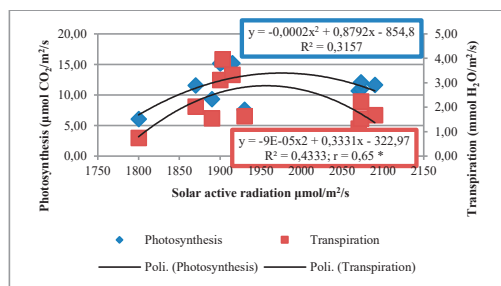 y = -0,0002x² + 0,8792x - 854,8
R² = 0,3157
20,00
15,00
10,00
5,00
0,00
5,00
4,00
3,00
2,00
1,00
0,00
Photosynthesis (μmol CO₂/m²/s)
Transpiration (mmol H₂O/m²/s)
y = -9E-05x2 + 0,3331x - 322,97
R² = 0,4333; r = 0,65 *
1750 1800 1850 1900 1950 2000 2050 2100 2150
Solar active radiation μmol/m²/s
Photosynthesis Transpiration
Poli. (Photosynthesis) Poli. (Transpiration)